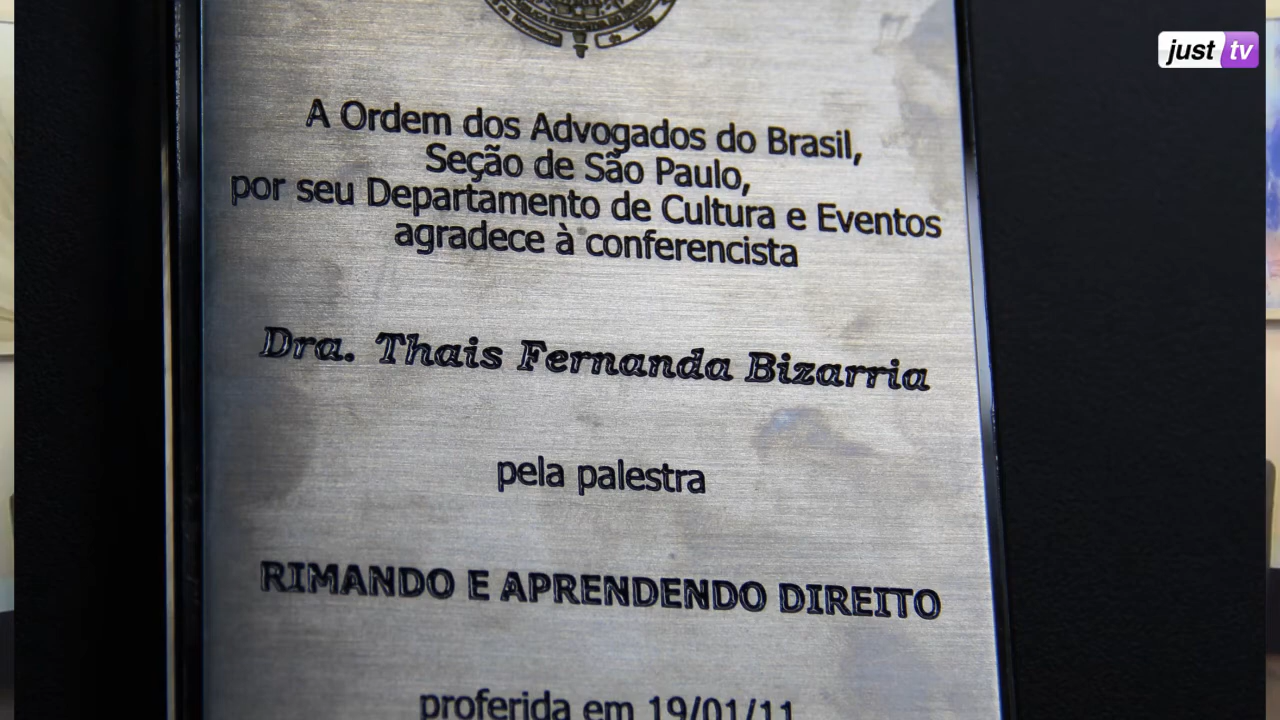 just tv
A Ordem dos Advogados do Brasil,
Seção de São Paulo,
por seu Departamento de Cultura e Eventos
agradece à conferencista
Dra. Thais Fernanda Bizarria
pela palestra
RIMANDO E APRENDENDO DIREITO
proferida em 19/01/11